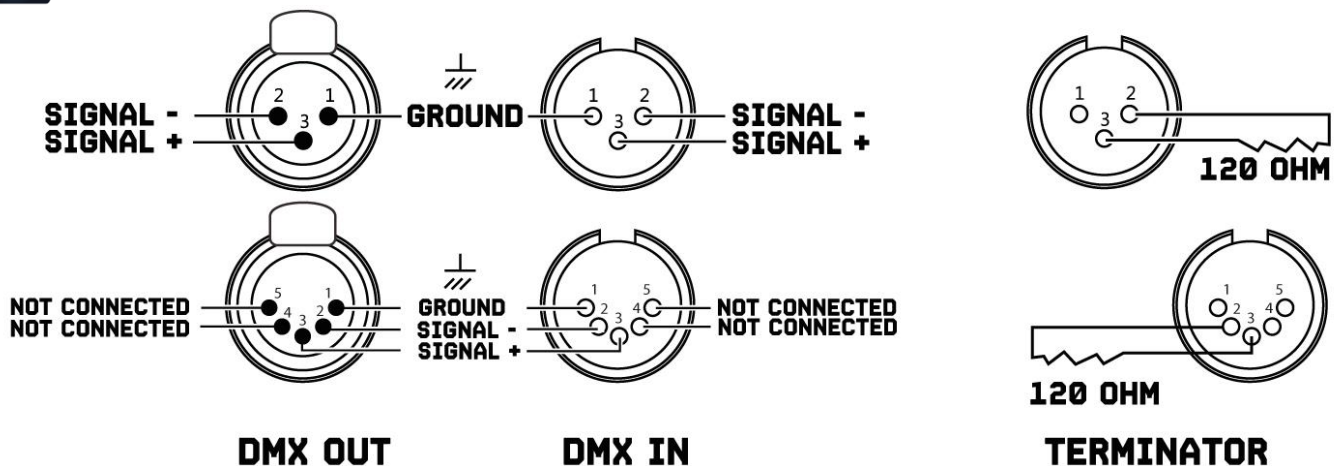 2 1 1 2 1 2
SIGNAL - GROUND SIGNAL -
3 3 3
SIGNAL + SIGNAL +
120 OHM
5 1 1 5 1 5
NOT CONNECTED GROUND NOT CONNECTED
4 2 2 4 2 4
NOT CONNECTED SIGNAL - NOT CONNECTED
3 3 3
SIGNAL +
120 OHM
DMX OUT DMX IN TERMINATOR